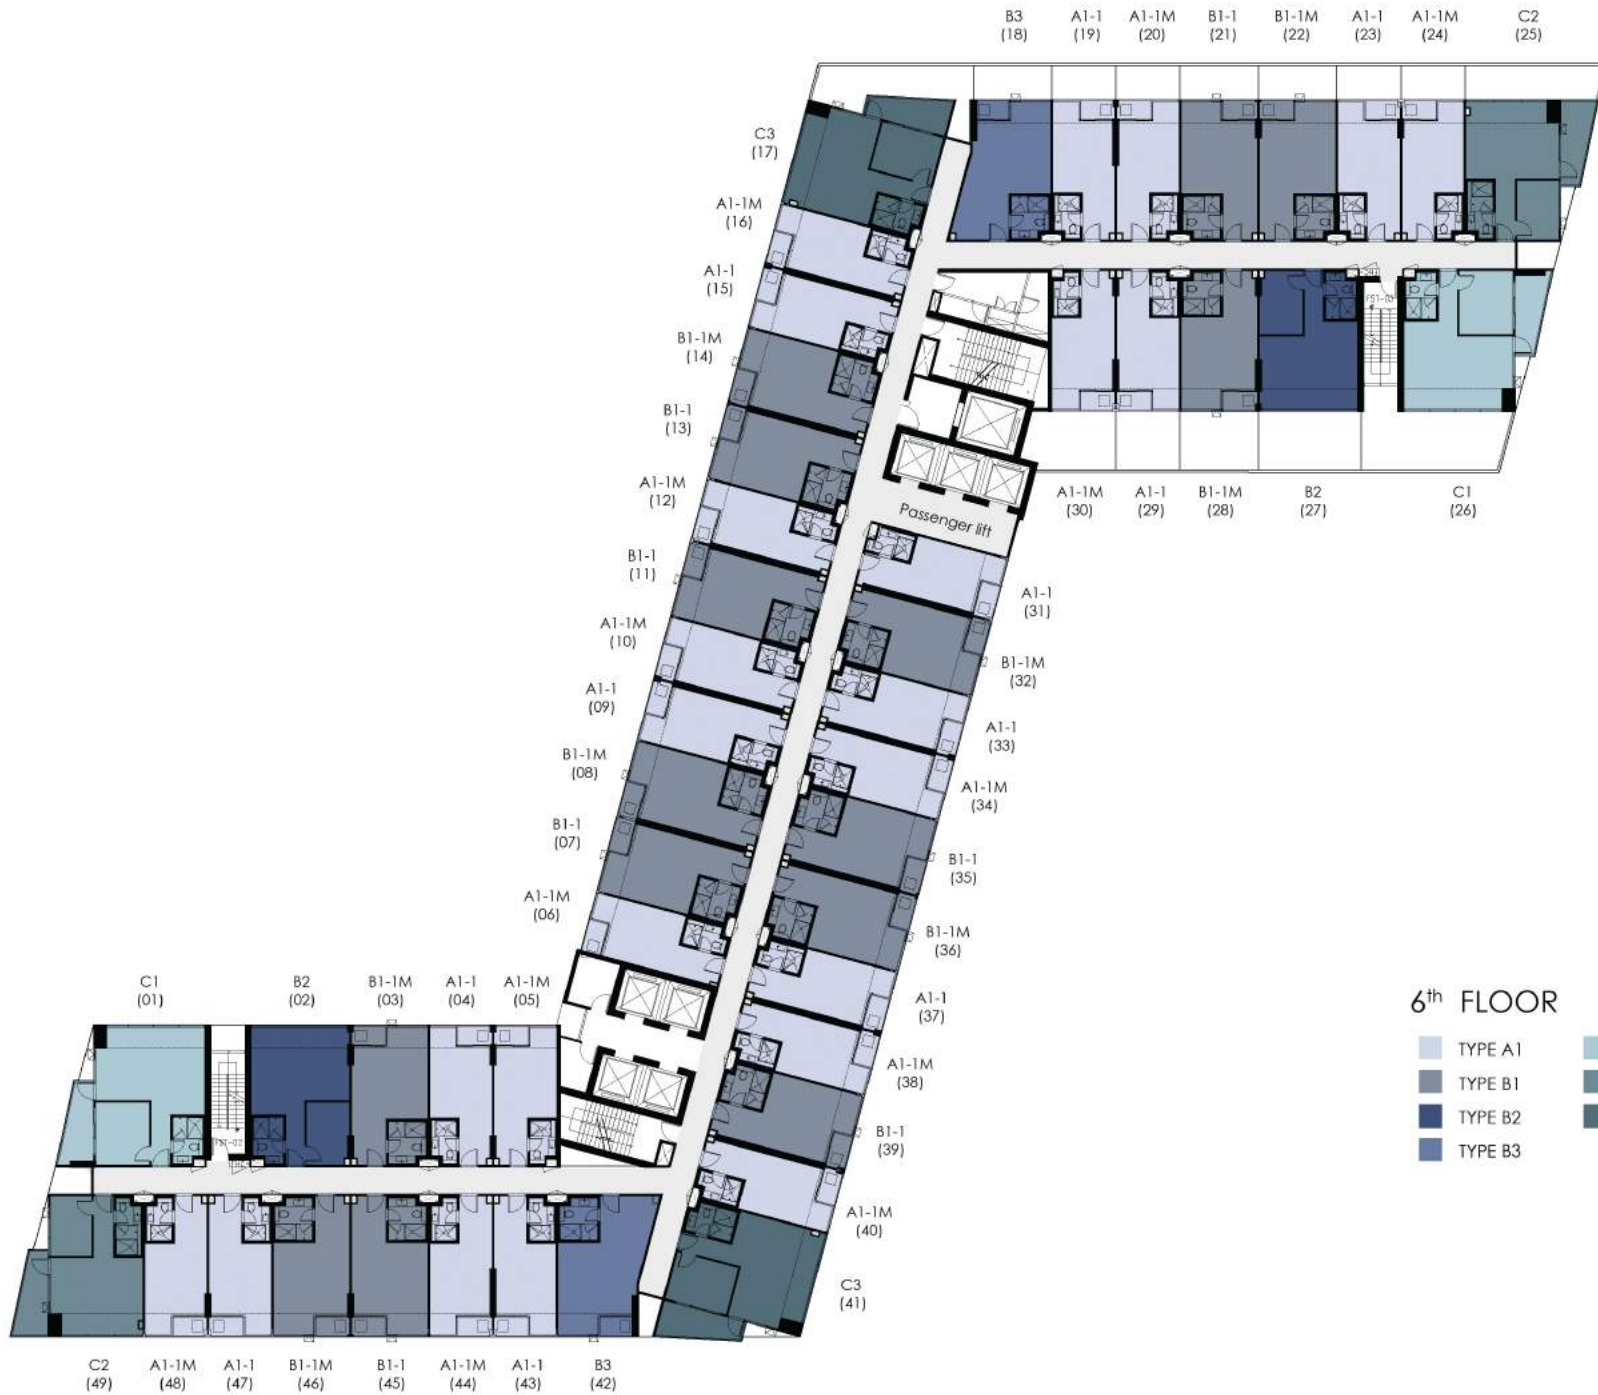 B3 A1-1 A1-1M B1-1 B1-1M A1-1 A1-1M C2
(18) (19) (20) (21) (22) (23) (24) (25)
C3
(17)
A1-1M
(16)
A1-1
(15)
B1-1M
(14)
B1-1
(13)
A1-1M
(12)
B1-1
(11)
A1-1M
(10)
A1-1
(09)
B1-1M
(08)
B1-1
(07)
A1-1M
(06)
FST-03
Passenger lift
A1-1M A1-1 B1-1M B2 C1
(30) (29) (28) (27) (26)
A1-1
(31)
B1-1M
(32)
A1-1
(33)
A1-1M
(34)
B1-1
(35)
B1-1M
(36)
A1-1
(37)
A1-1M
(38)
B1-1
(39)
A1-1M
(40)
C3
(41)
C1 B2 B1-1M A1-1 A1-1M
(01) (02) (03) (04) (05)
FST-02
C2 A1-1M A1-1 B1-1M B1-1 A1-1M A1-1 B3
(49) (48) (47) (46) (45) (44) (43) (42)
6th FLOOR
TYPE A1
TYPE B1
TYPE B2
TYPE B3